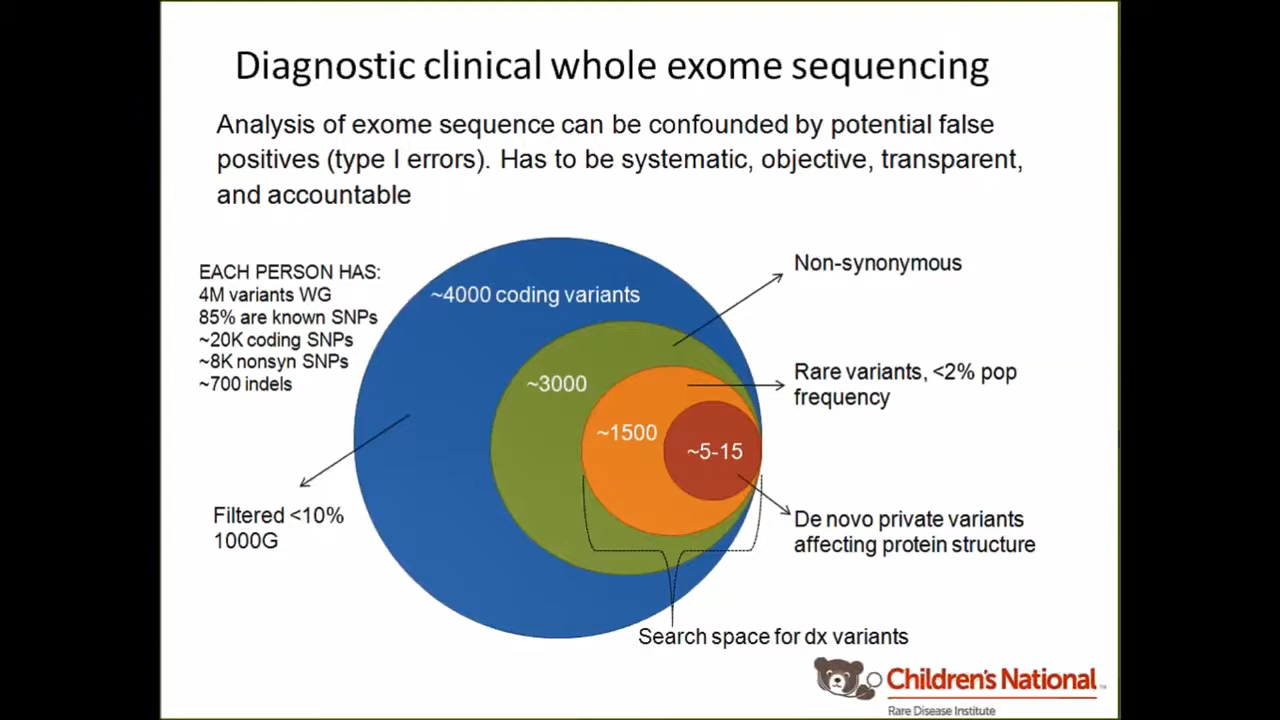 Diagnostic clinical whole exome sequencing
Analysis of exome sequence can be confounded by potential false
positives (type I errors). Has to be systematic, objective, transparent,
and accountable
EACH PERSON HAS:
4M variants WG
85% are known SNPs
~20K coding SNPs
~8K nonsyn SNPs
~700 indels
~4000 coding variants
Non-synonymous
~3000
Rare variants, <2% pop
frequency
~1500
~5-15
Filtered <10%
1000G
De novo private variants
affecting protein structure
Search space for dx variants
Children's National
Rare Disease Institute